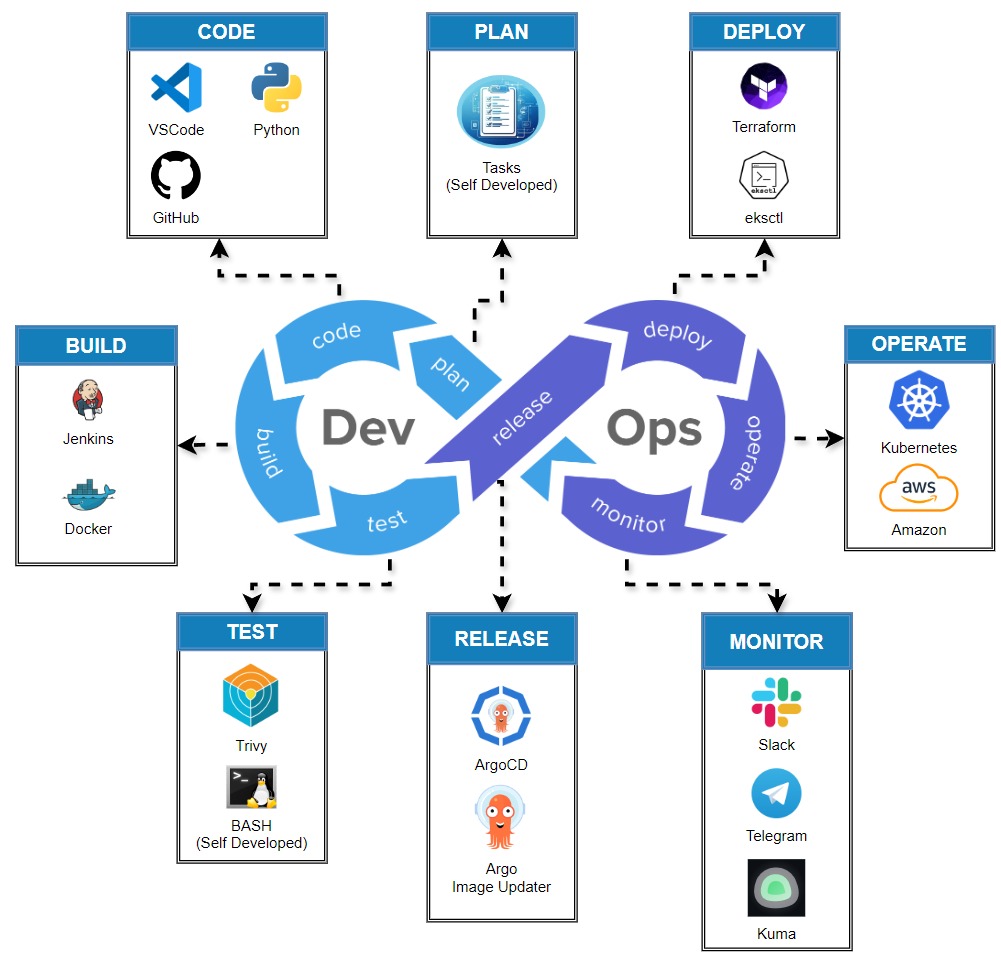 CODE
VSCode
Python
GitHub
PLAN
Tasks
(Self Developed)
DEPLOY
Terraform
eksctl
eksctl
BUILD
Jenkins
Docker
code
plan
build
test
Dev
release
Ops
deploy
operate
monitor
OPERATE
Kubernetes
aws
Amazon
TEST
Trivy
>_
BASH
(Self Developed)
RELEASE
ArgoCD
Argo
Image Updater
MONITOR
Slack
Telegram
Kuma